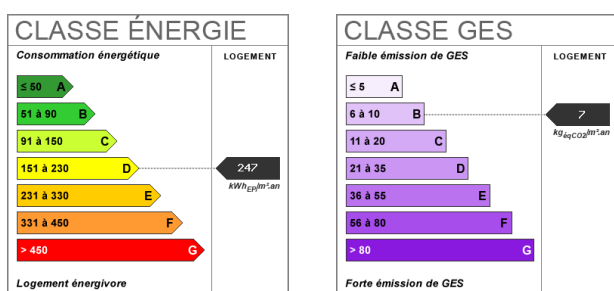 CLASSE ÉNERGIE
Consommation énergétique
LOGEMENT
≤ 50 A
51 à 90 B
91 à 150 C
151 à 230 D
247
kWhEP/m².an
231 à 330 E
331 à 450 F
> 450 G
Logement énergivore
CLASSE GES
Faible émission de GES
LOGEMENT
≤ 5 A
6 à 10 B
7
kgéqCO2/m².an
11 à 20 C
21 à 35 D
36 à 55 E
56 à 80 F
> 80 G
Forte émission de GES